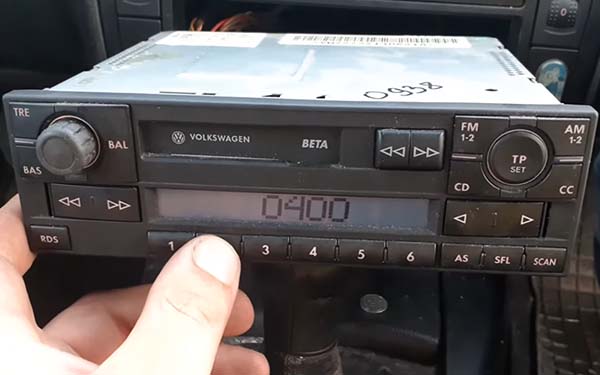 0938
TRE
BAL
BAS
VOLKSWAGEN BETA
FM
1-2
AM
1-2
TP
SET
CD
CC
0400
RDS
1 3 4 5 6 AS SFL SCAN
0